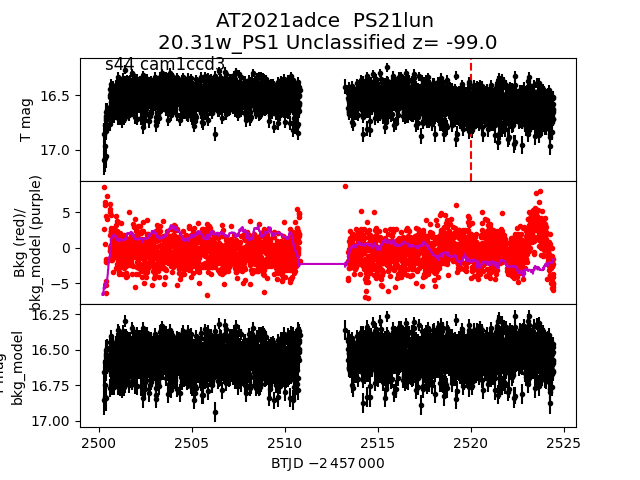 AT2021adce PS21lun
20.31w_PS1 Unclassified z= -99.0
s44 cam1ccd3
T mag
16.5
17.0
Bkg (red)/
bkg_model (purple)
5
0
−5
bkg_model
16.25
16.50
16.75
17.00
2500
2505
2510
2515
2520
2525
BTJD −2 457 000